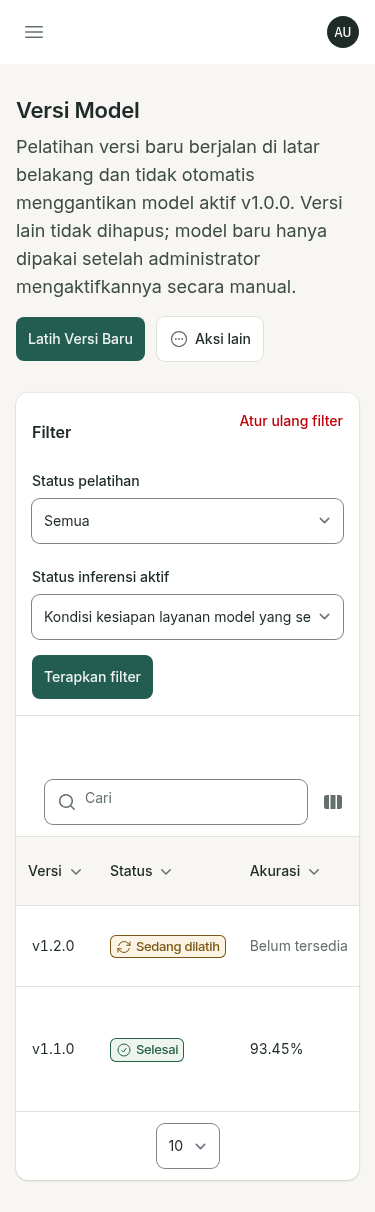 AU
Versi Model
Pelatihan versi baru berjalan di latar
belakang dan tidak otomatis
menggantikan model aktif v1.0.0. Versi
lain tidak dihapus; model baru hanya
dipakai setelah administrator
mengaktifkannya secara manual.
Latih Versi Baru
Aksi lain
Filter
Atur ulang filter
Status pelatihan
Semua
Status inferensi aktif
Kondisi kesiapan layanan model yang se
Terapkan filter
Cari
Versi Status Akurasi
v1.2.0 Sedang dilatih Belum tersedia
v1.1.0 Selesai 93.45%
10